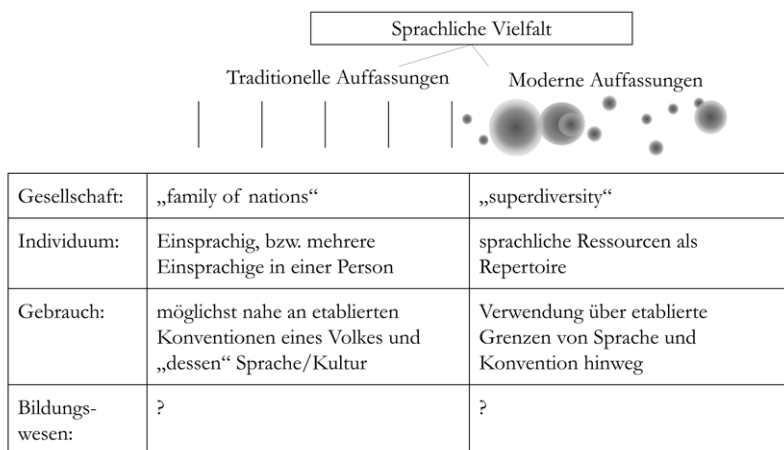 Sprachliche Vielfalt
Traditionelle Auffassungen
Moderne Auffassungen
Gesellschaft:
„family of nations“
„superdiversity“
Individuum:
Einsprachig, bzw. mehrere
Einsprachige in einer Person
sprachliche Ressourcen als
Repertoire
Gebrauch:
möglichst nahe an etablierten
Konventionen eines Volkes und
„dessen“ Sprache/Kultur
Verwendung über etablierte
Grenzen von Sprache und
Konvention hinweg
Bildungs-
wesen:
?
?